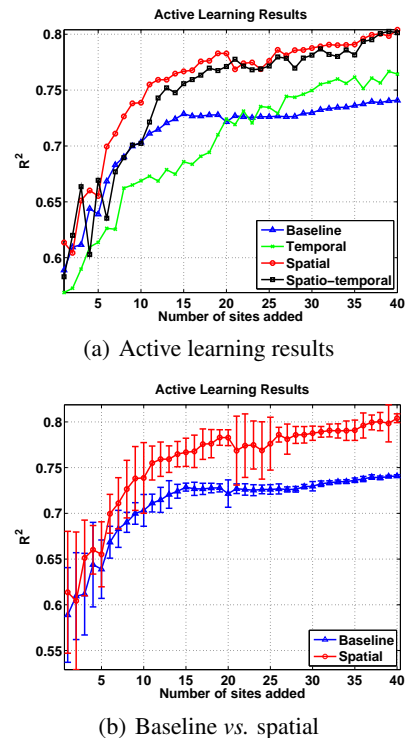 Active Learning Results
0.8
0.75
0.7
0.65
0.6
R²
5 10 15 20 25 30 35 40
Number of sites added
Baseline
Temporal
Spatial
Spatio-temporal
(a) Active learning results
Active Learning Results
0.8
0.75
0.7
0.65
0.6
0.55
R²
5 10 15 20 25 30 35 40
Number of sites added
Baseline
Spatial
(b) Baseline vs. spatial